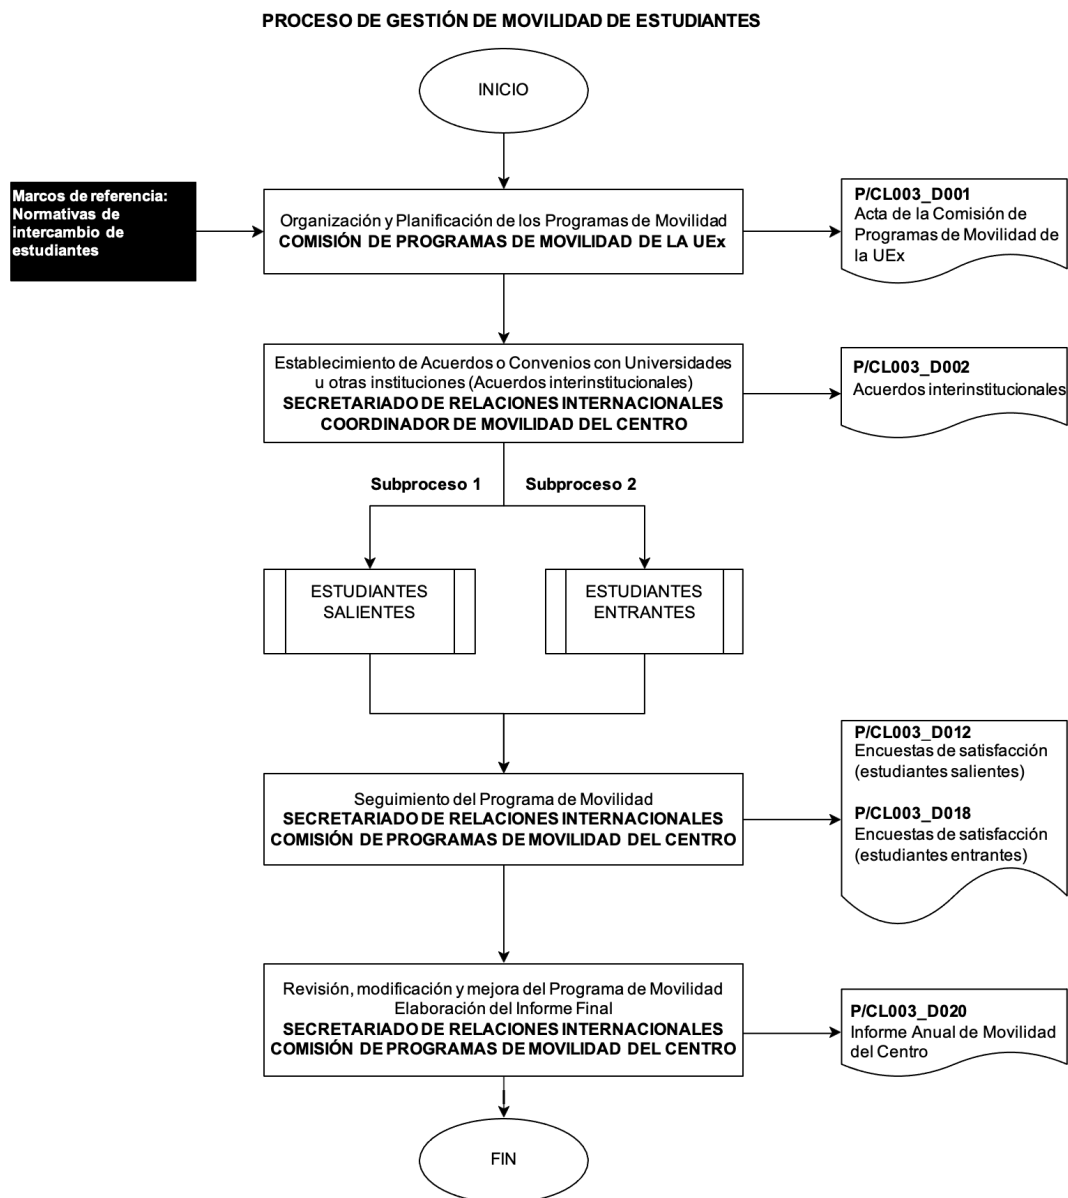 PROCESO DE GESTIÓN DE MOVILIDAD DE ESTUDIANTES
INICIO
Marcos de referencia:
Normativas de
intercambio de
estudiantes
Organización y Planificación de los Programas de Movilidad
COMISIÓN DE PROGRAMAS DE MOVILIDAD DE LA UEx
P/CL003_D001
Acta de la Comisión de
Programas de Movilidad de
la UEx
Establecimiento de Acuerdos o Convenios con Universidades
u otras instituciones (Acuerdos interinstitucionales)
SECRETARIADO DE RELACIONES INTERNACIONALES
COORDINADOR DE MOVILIDAD DEL CENTRO
P/CL003_D002
Acuerdos interinstitucionales
Subproceso 1
Subproceso 2
ESTUDIANTES
SALIENTES
ESTUDIANTES
ENTRANTES
Seguimiento del Programa de Movilidad
SECRETARIADO DE RELACIONES INTERNACIONALES
COMISIÓN DE PROGRAMAS DE MOVILIDAD DEL CENTRO
P/CL003_D012
Encuestas de satisfacción
(estudiantes salientes)
P/CL003_D018
Encuestas de satisfacción
(estudiantes entrantes)
Revisión, modificación y mejora del Programa de Movilidad
Elaboración del Informe Final
SECRETARIADO DE RELACIONES INTERNACIONALES
COMISIÓN DE PROGRAMAS DE MOVILIDAD DEL CENTRO
P/CL003_D020
Informe Anual de Movilidad
del Centro
FIN